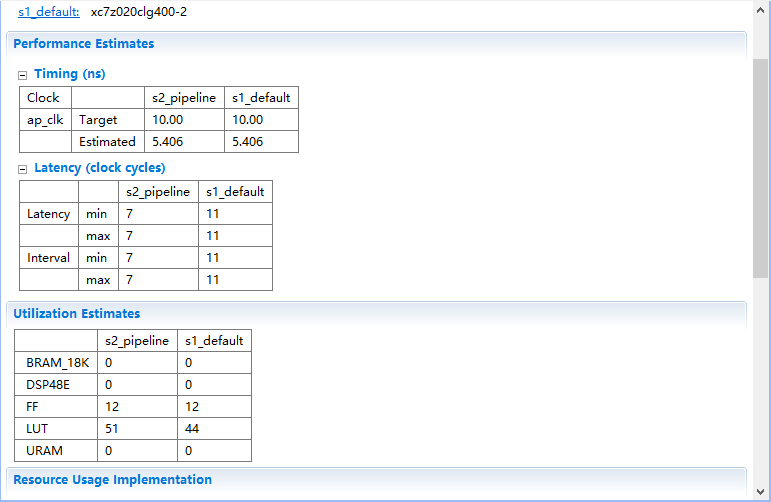 s1_default: xc7z020clg400-2
Performance Estimates
Timing (ns)
Clock s2_pipeline s1_default
ap_clk Target 10.00 10.00
Estimated 5.406 5.406
Latency (clock cycles)
s2_pipeline s1_default
Latency min 7 11
max 7 11
Interval min 7 11
max 7 11
Utilization Estimates
s2_pipeline s1_default
BRAM_18K 0 0
DSP48E 0 0
FF 12 12
LUT 51 44
URAM 0 0
Resource Usage Implementation